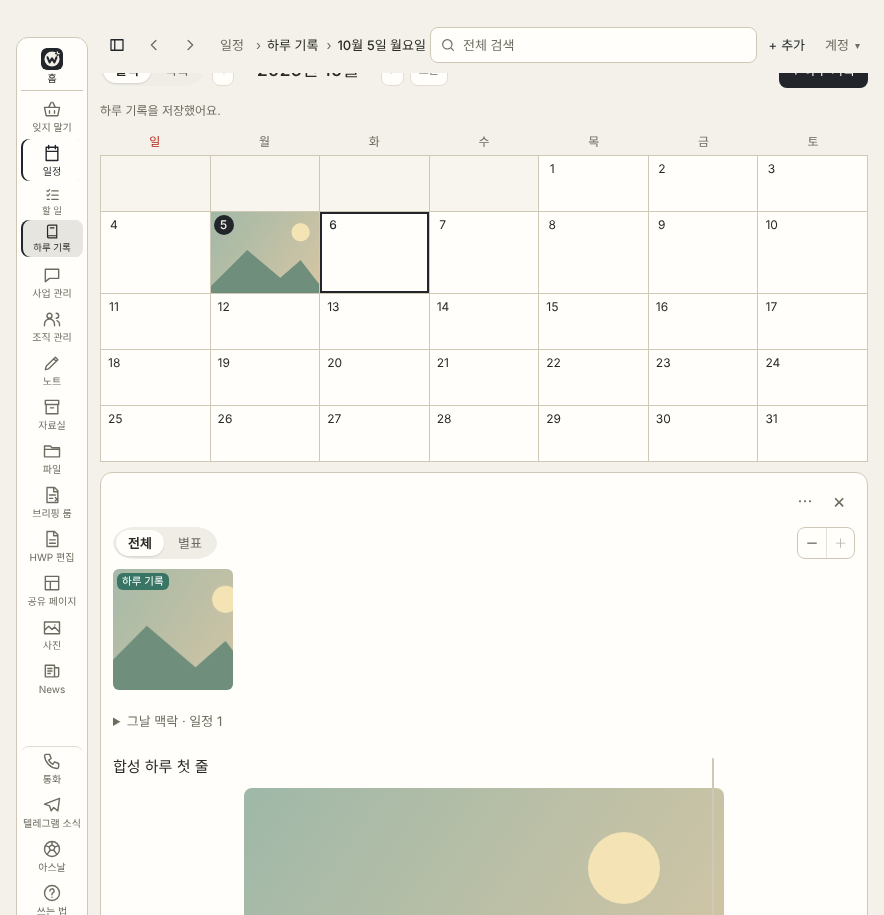 홈
잊지 말기
일정
할 일
하루 기록
사업 관리
조직 관리
노트
자료실
파일
브리핑 룸
HWP 편집
공유 페이지
사진
News
통화
텔레그램 소식
아스날
쓰는 법
일정 › 하루 기록 › 10월 5일 월요일
전체 검색
+ 추가
계정 ▾
하루 기록을 저장했어요.
일 월 화 수 목 금 토
1 2 3
4 5 6 7 8 9 10
11 12 13 14 15 16 17
18 19 20 21 22 23 24
25 26 27 28 29 30 31
전체 별표
하루 기록
그날 맥락 · 일정 1
합성 하루 첫 줄